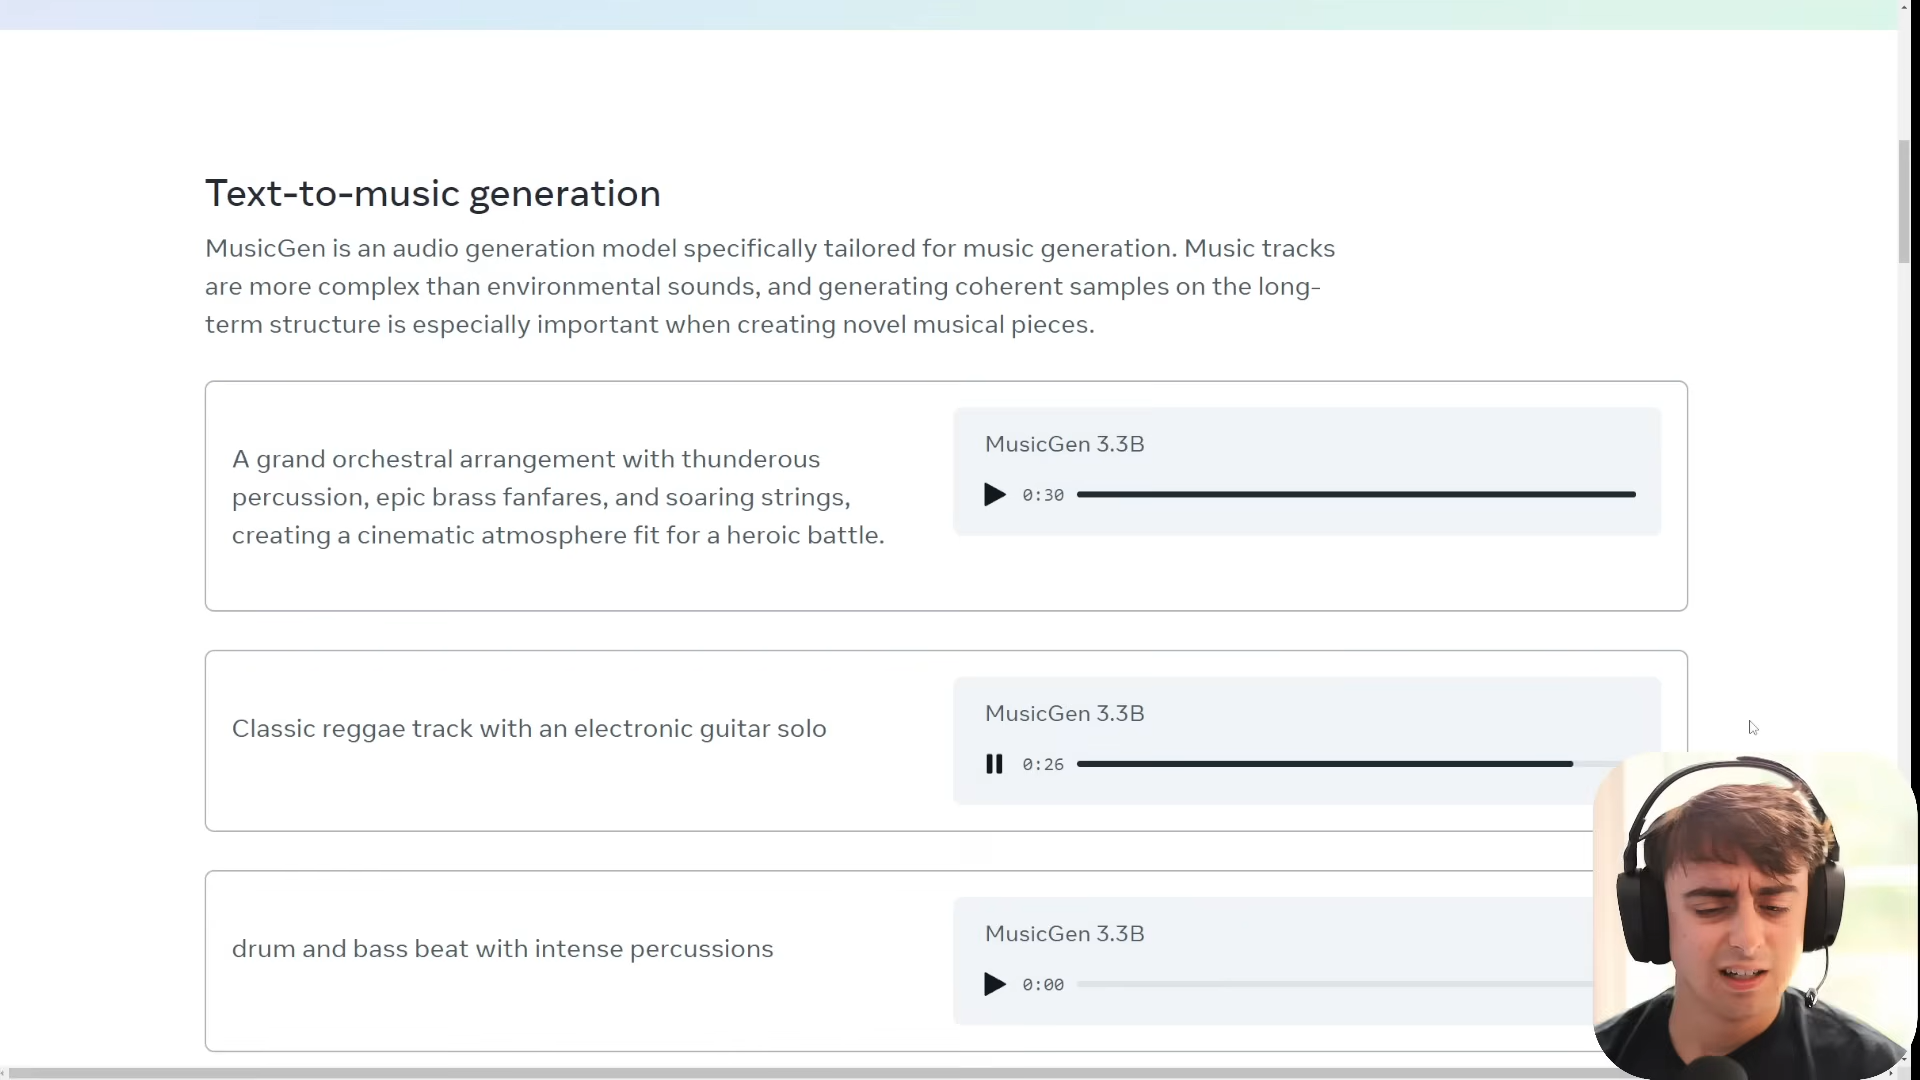 Text-to-music generation
MusicGen is an audio generation model specifically tailored for music generation. Music tracks
are more complex than environmental sounds, and generating coherent samples on the long-
term structure is especially important when creating novel musical pieces.
A grand orchestral arrangement with thunderous
percussion, epic brass fanfares, and soaring strings,
creating a cinematic atmosphere fit for a heroic battle.
MusicGen 3.3B
0:30
Classic reggae track with an electronic guitar solo
MusicGen 3.3B
0:26
drum and bass beat with intense percussions
MusicGen 3.3B
0:00